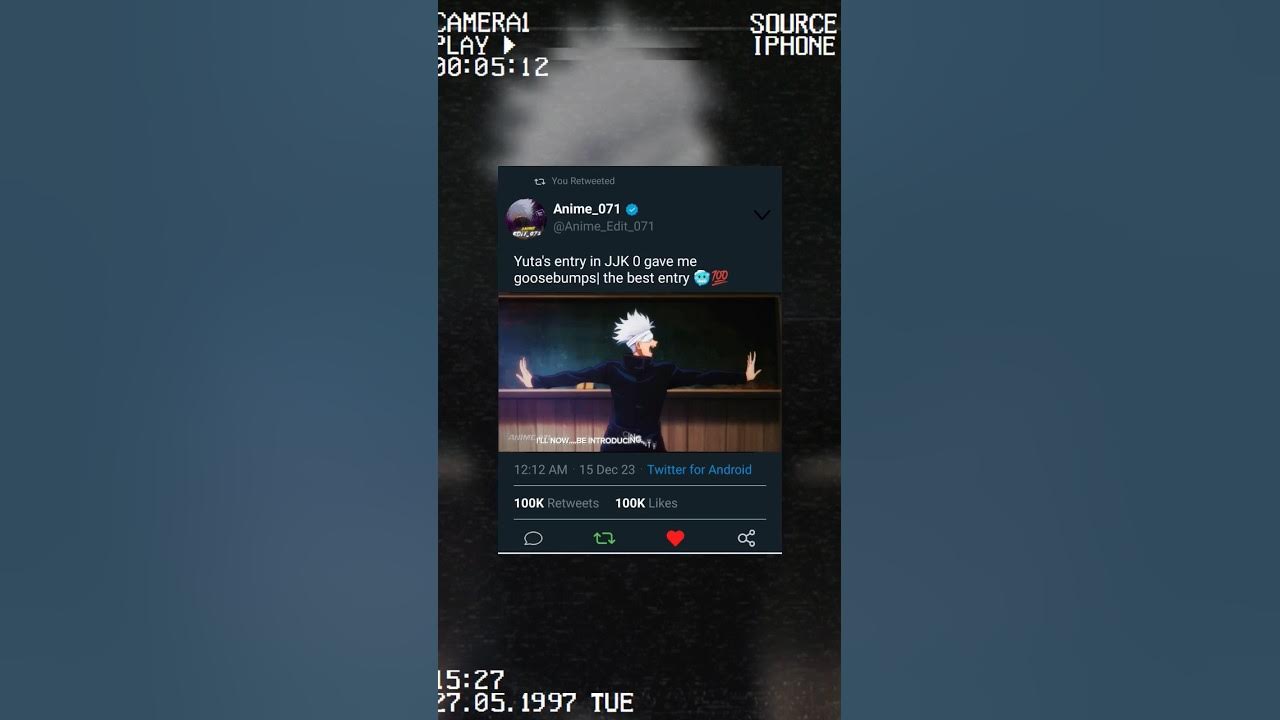 CAMERA1
PLAY
00:05:12
SOURCE
IPHONE
You Retweeted
Anime_071
@Anime_Edit_071
Yuta's entry in JJK 0 gave me
goosebumps| the best entry 🥶💯
I'LL NOW....BE INTRODUCING
12:12 AM · 15 Dec 23 · Twitter for Android
100K Retweets 100K Likes
15:27
27.05.1997 TUE